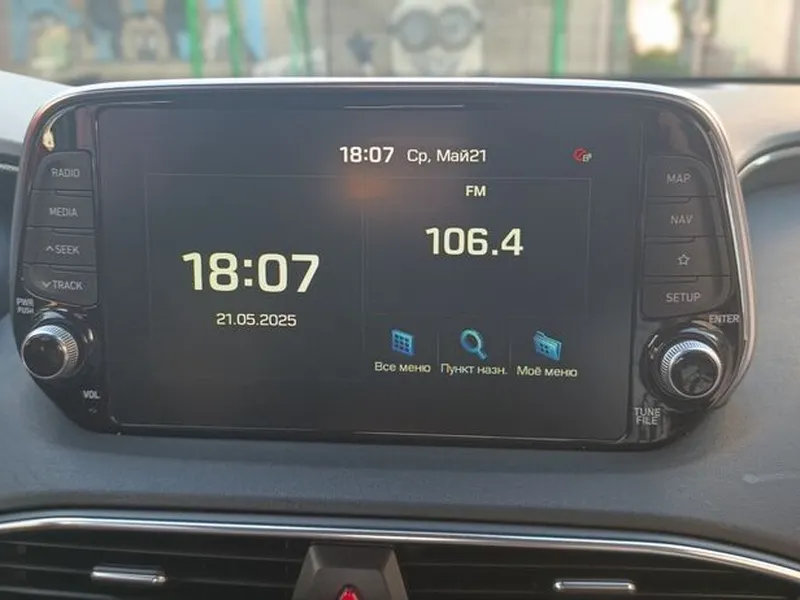 18:07 Ср, Май21
FM
18:07
21.05.2025
106.4
Все меню
Пункт назн.
Моё меню
RADIO
MEDIA
SEEK
TRACK
PWR
PUSH
VOL
MAP
NAV
SETUP
ENTER
TUNE
FILE